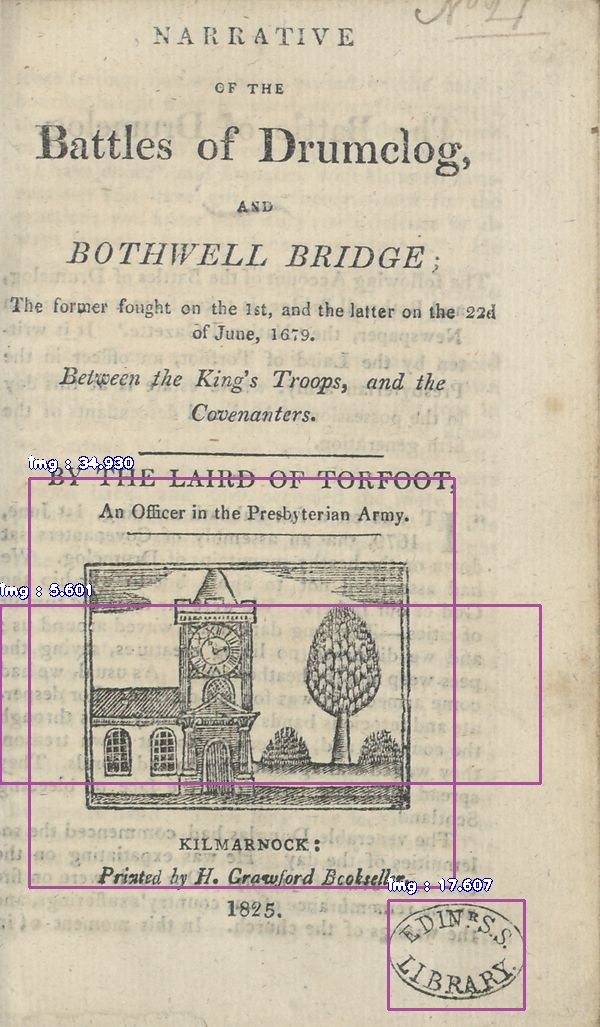 No 21
NARRATIVE
OF THE
Battles of Drumclog,
AND
BOTHWELL BRIDGE;
The former fought on the 1st, and the latter on the 22d
of June, 1679.
Between the King's Troops, and the
Covenanters.
img : 34.930
BY THE LAIRD OF TORFOOT,
An Officer in the Presbyterian Army.
img : 5.601
KILMARNOCK:
Printed by H. Crawford Bookseller.
img : 17.607
1825.
EDINR. S.S.
LIBRARY.